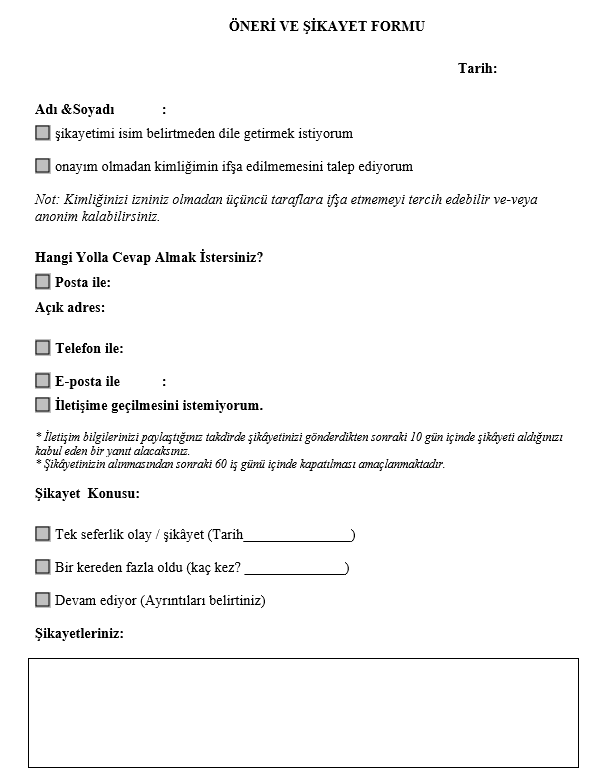 ÖNERİ VE ŞİKAYET FORMU
Tarih:
Adı &Soyadı :
şikayetimi isim belirtmeden dile getirmek istiyorum
onayım olmadan kimliğimin ifşa edilmemesini talep ediyorum
Not: Kimliğinizi izniniz olmadan üçüncü taraflara ifşa etmemeyi tercih edebilir ve-veya
anonim kalabilirsiniz.
Hangi Yolla Cevap Almak İstersiniz?
Posta ile:
Açık adres:
Telefon ile:
E-posta ile :
İletişime geçilmesini istemiyorum.
* İletişim bilgilerinizi paylaştığınız takdirde şikâyetinizi gönderdikten sonraki 10 gün içinde şikâyeti aldığınızı
kabul eden bir yanıt alacaksınız.
* Şikâyetinizin alınmasından sonraki 60 iş günü içinde kapatılması amaçlanmaktadır.
Şikayet Konusu:
Tek seferlik olay / şikâyet (Tarih_______________)
Bir kereden fazla oldu (kaç kez? ______________)
Devam ediyor (Ayrıntıları belirtiniz)
Şikayetleriniz: